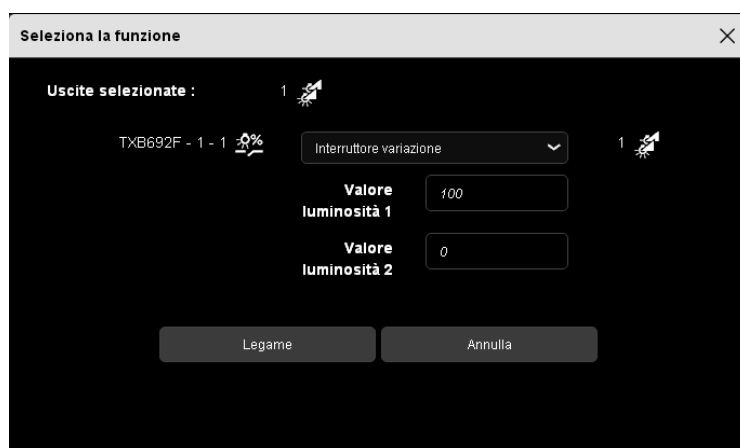 Seleziona la funzione
Uscite selezionate : 1
TXB692F - 1 - 1 % Interruttore variazione 1
Valore
luminosità 1
100
Valore
luminosità 2
0
Legame Annulla